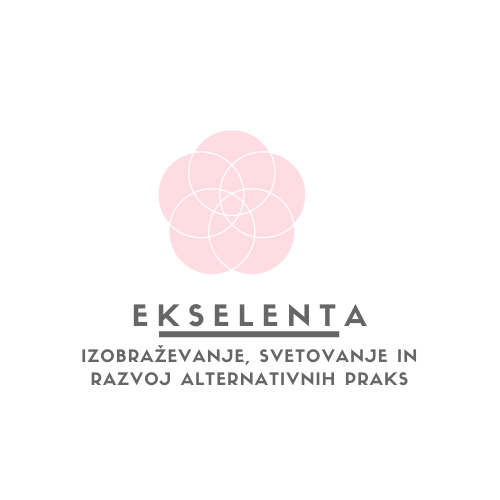 EKSELENTA
IZOBRAŽEVANJE, SVETOVANJE IN
RAZVOJ ALTERNATIVNIH PRAKS